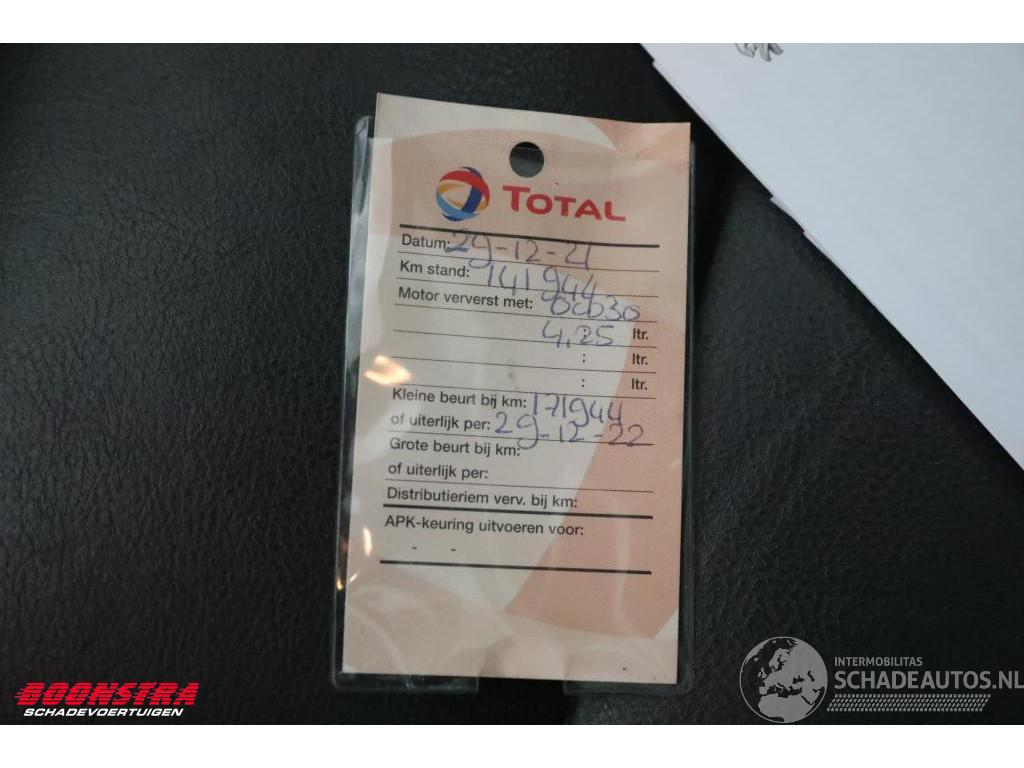 TOTAL
Datum: 29-12-21
Km stand: 141944
Motor ververst met: 0W30
4,25 ltr.
: ltr.
: ltr.
Kleine beurt bij km: 171944
of uiterlijk per: 29-12-22
Grote beurt bij km:
of uiterlijk per:
Distributieriem verv. bij km:
APK-keuring uitvoeren voor:
- -
BOONSTRA
SCHADEVOERTUIGEN
INTERMOBILITAS
SCHADEAUTOS.NL